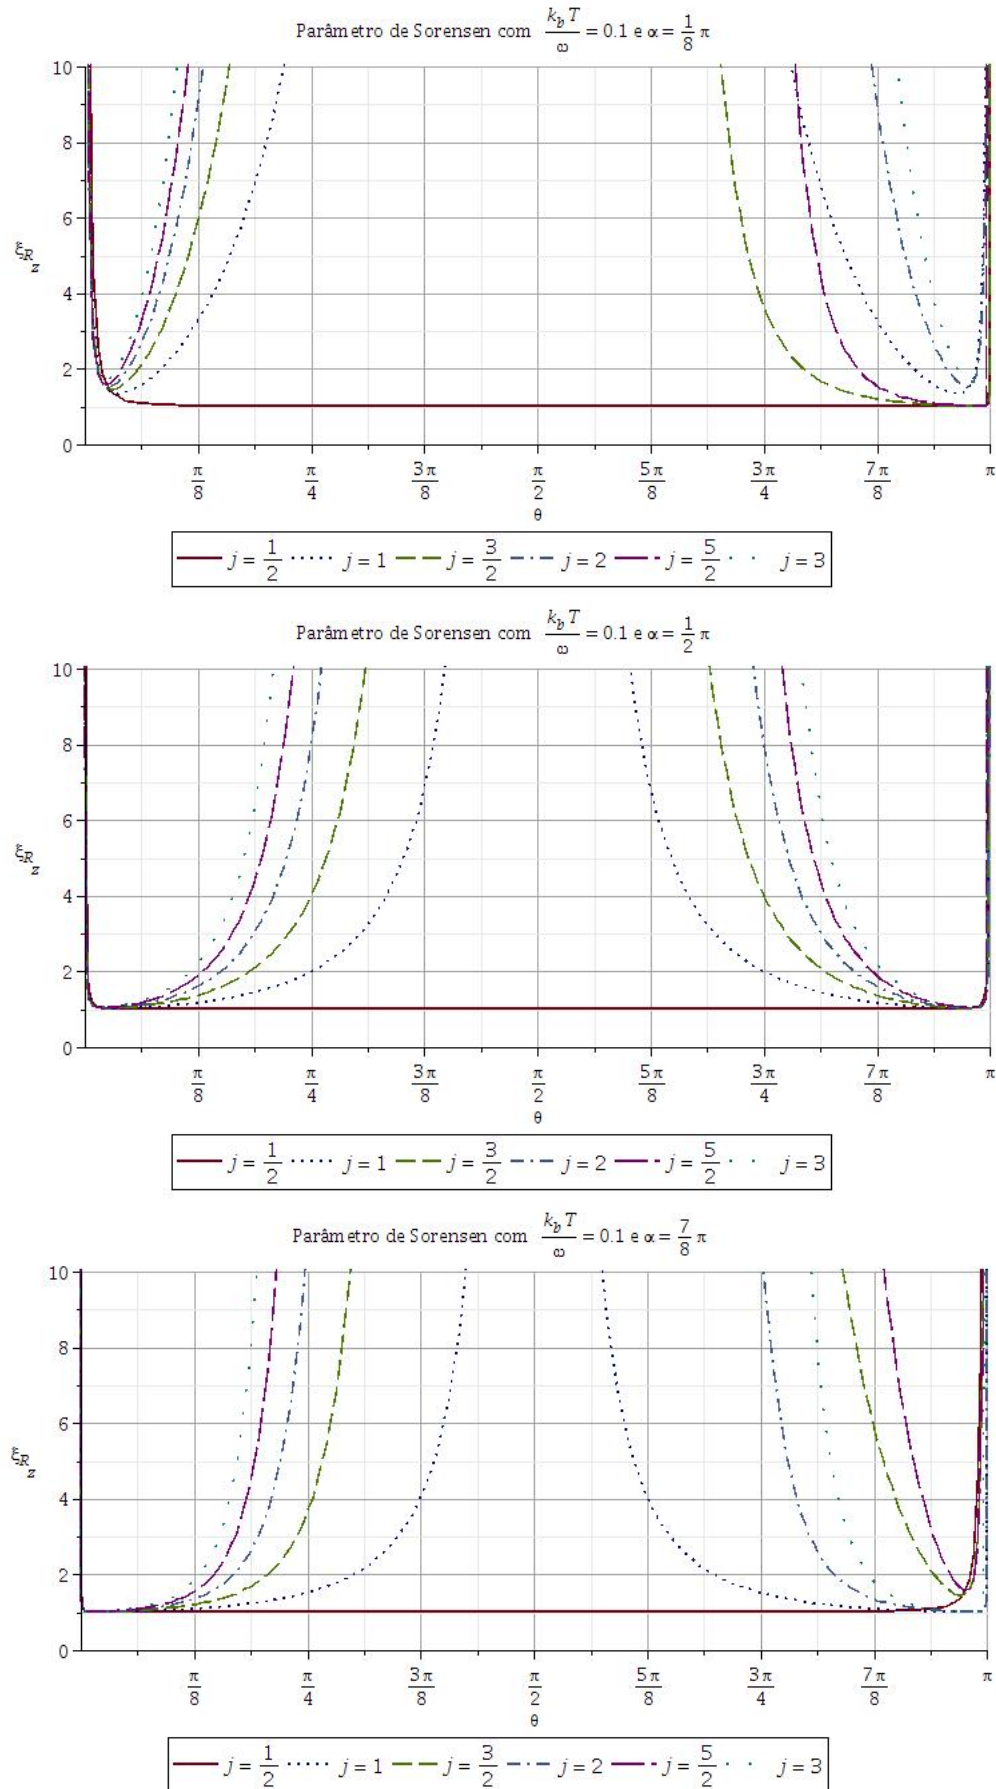 Parâmetro de Sorensen com k_b T / ω = 0.1 e α = 1/8 π
10
8
6
ξ_R_z
4
2
0
π/8 π/4 3π/8 π/2 5π/8 3π/4 7π/8 π
θ
j = 1/2 j = 1 j = 3/2 j = 2 j = 5/2 j = 3
Parâmetro de Sorensen com k_b T / ω = 0.1 e α = 1/2 π
10
8
6
ξ_R_z
4
2
0
π/8 π/4 3π/8 π/2 5π/8 3π/4 7π/8 π
θ
j = 1/2 j = 1 j = 3/2 j = 2 j = 5/2 j = 3
Parâmetro de Sorensen com k_b T / ω = 0.1 e α = 7/8 π
10
8
6
ξ_R_z
4
2
0
π/8 π/4 3π/8 π/2 5π/8 3π/4 7π/8 π
θ
j = 1/2 j = 1 j = 3/2 j = 2 j = 5/2 j = 3